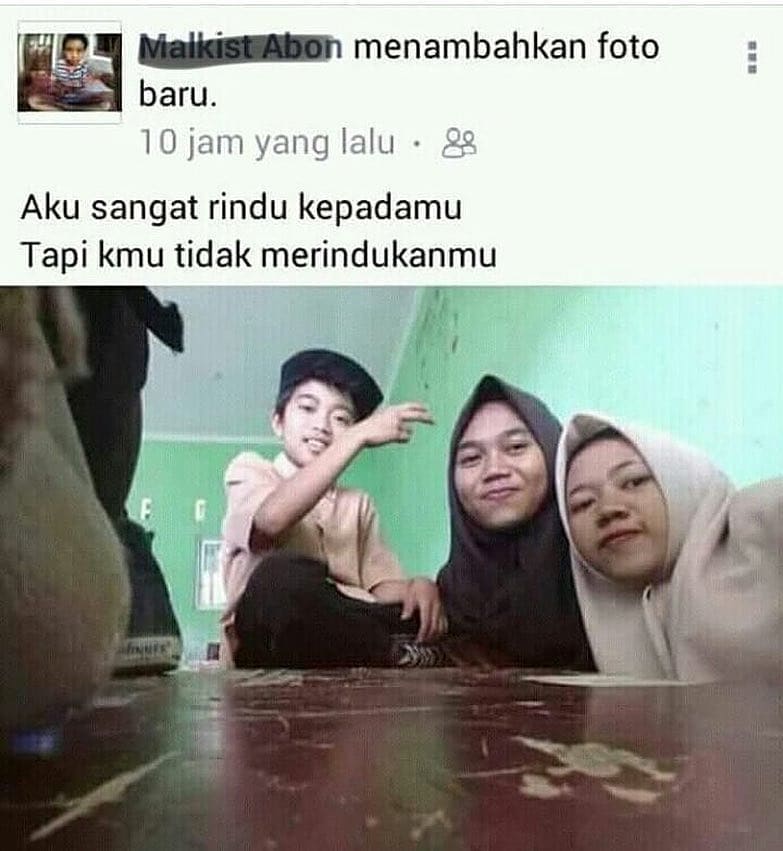 Malkist Abon menambahkan foto
baru.
10 jam yang lalu ·
Aku sangat rindu kepadamu
Tapi kmu tidak merindukanmu